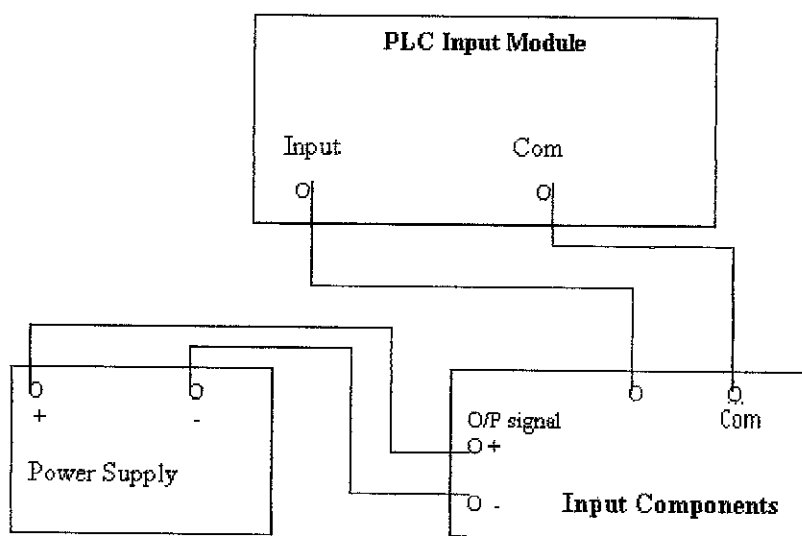 PLC Input Module
Input Com
+ -
Power Supply
O/P signal
Com
+
-
Input Components